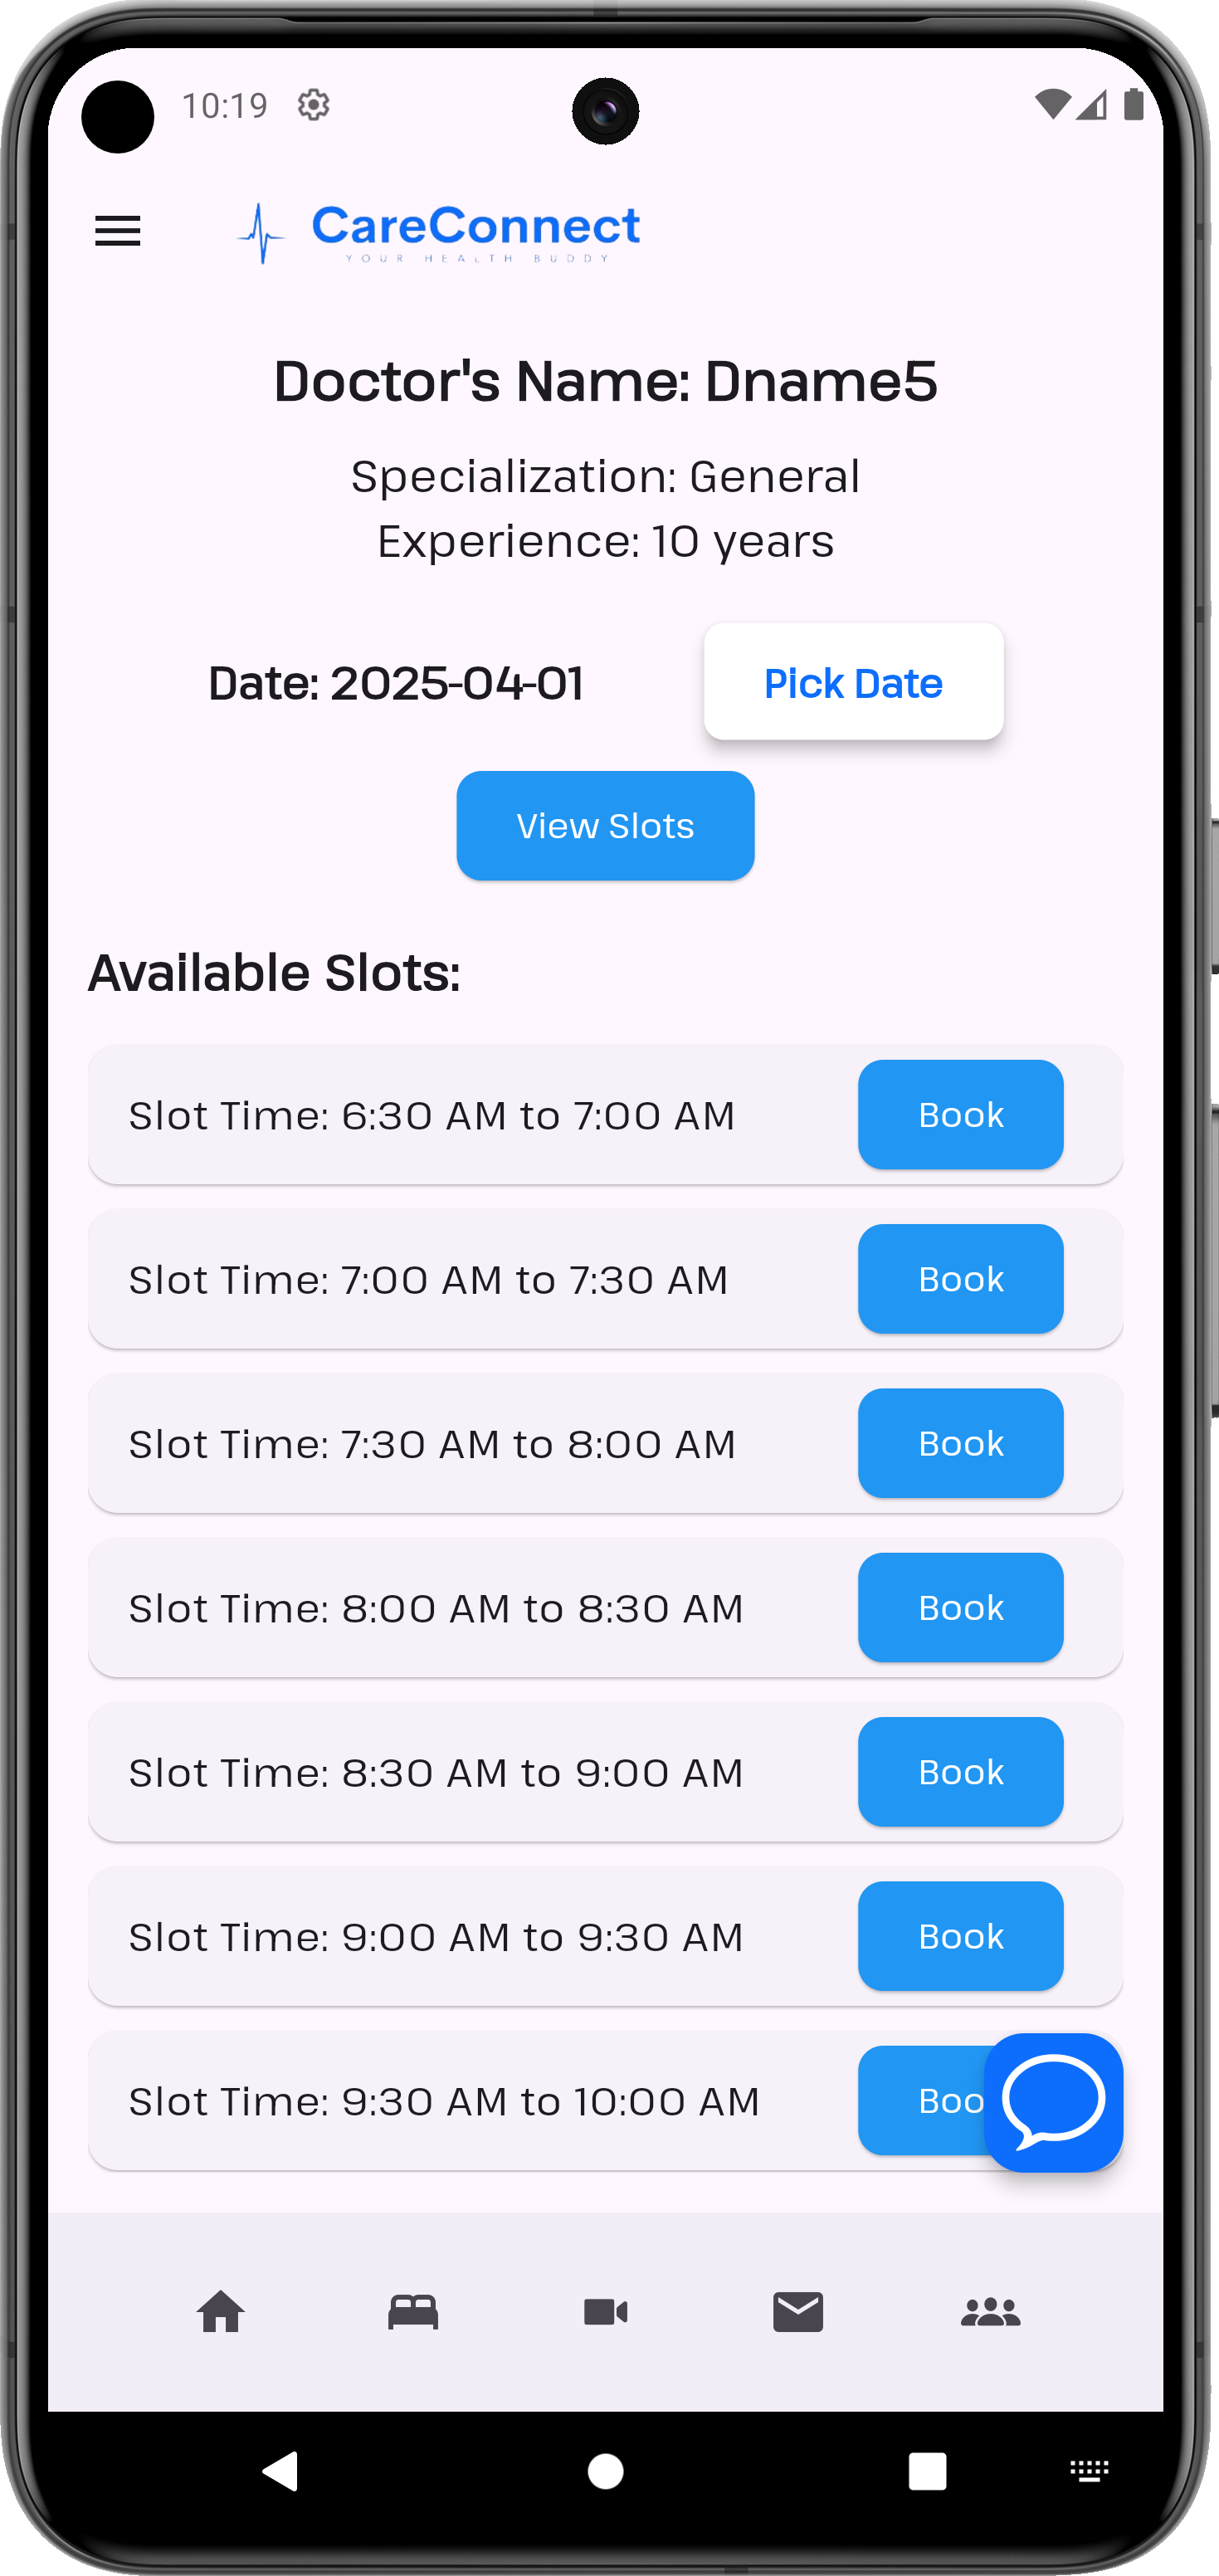 10:19
CareConnect
YOUR HEALTH BUDDY
Doctor's Name: Dname5
Specialization: General
Experience: 10 years
Date: 2025-04-01 Pick Date
View Slots
Available Slots:
Slot Time: 6:30 AM to 7:00 AM Book
Slot Time: 7:00 AM to 7:30 AM Book
Slot Time: 7:30 AM to 8:00 AM Book
Slot Time: 8:00 AM to 8:30 AM Book
Slot Time: 8:30 AM to 9:00 AM Book
Slot Time: 9:00 AM to 9:30 AM Book
Slot Time: 9:30 AM to 10:00 AM Boo